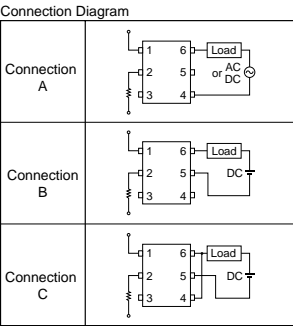 Connection Diagram
Connection
A
1 6 Load
2 5 or AC
DC
3 4
Connection
B
1 6 Load
2 5 DC
3 4
Connection
C
1 6 Load
2 5 DC
3 4